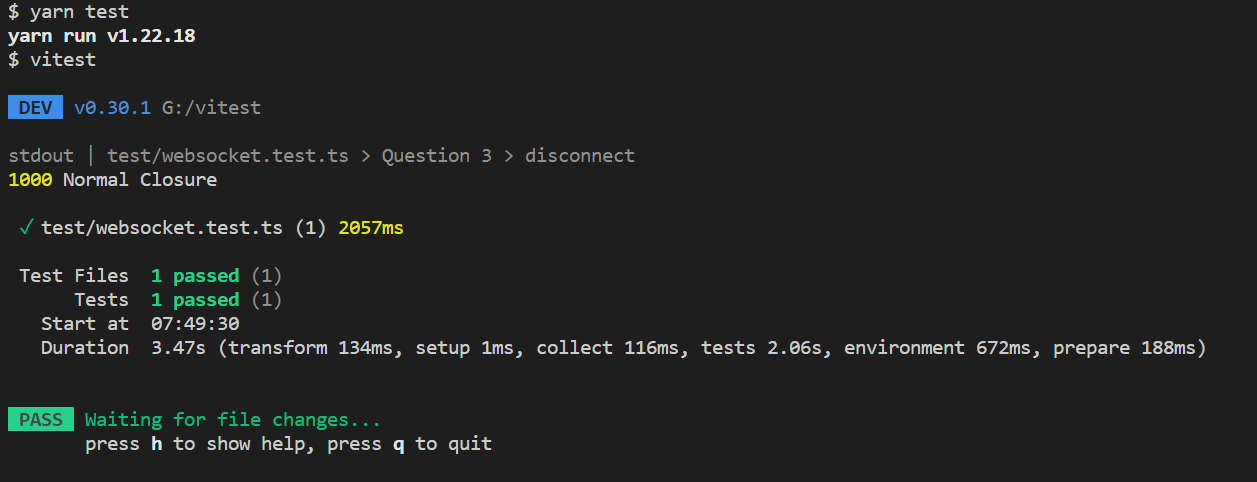 $ yarn test
yarn run v1.22.18
$ vitest
DEV v0.30.1 G:/vitest
stdout | test/websocket.test.ts > Question 3 > disconnect
1000 Normal Closure
✓ test/websocket.test.ts (1) 2057ms
Test Files 1 passed (1)
Tests 1 passed (1)
Start at 07:49:30
Duration 3.47s (transform 134ms, setup 1ms, collect 116ms, tests 2.06s, environment 672ms, prepare 188ms)
PASS Waiting for file changes...
press h to show help, press q to quit